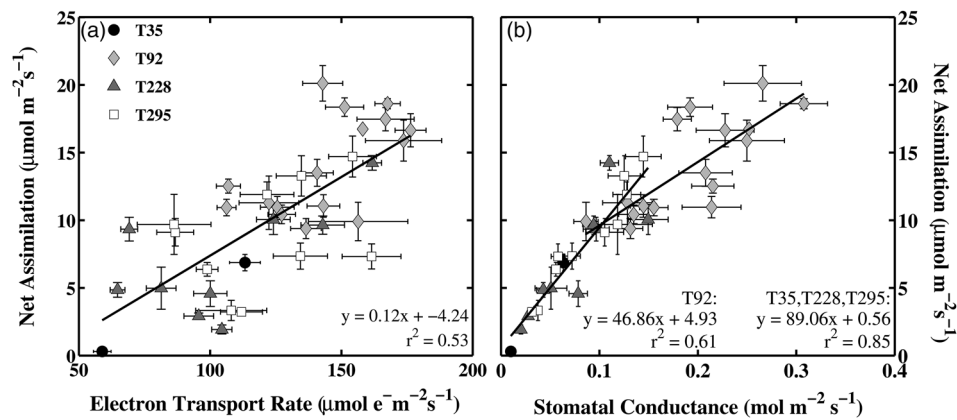 (a)
T35
T92
T228
T295
25
20
15
10
5
0
Net Assimilation (μmol m⁻²s⁻¹)
y = 0.12x + −4.24
r² = 0.53
50 100 150 200
Electron Transport Rate (μmol e⁻m⁻²s⁻¹)
(b)
25
20
15
10
5
0
T92:
y = 46.86x + 4.93
r² = 0.61
T35,T228,T295:
y = 89.06x + 0.56
r² = 0.85
0 0.1 0.2 0.3 0.4
Stomatal Conductance (mol m⁻² s⁻¹)
Net Assimilation (μmol m⁻²s⁻¹)